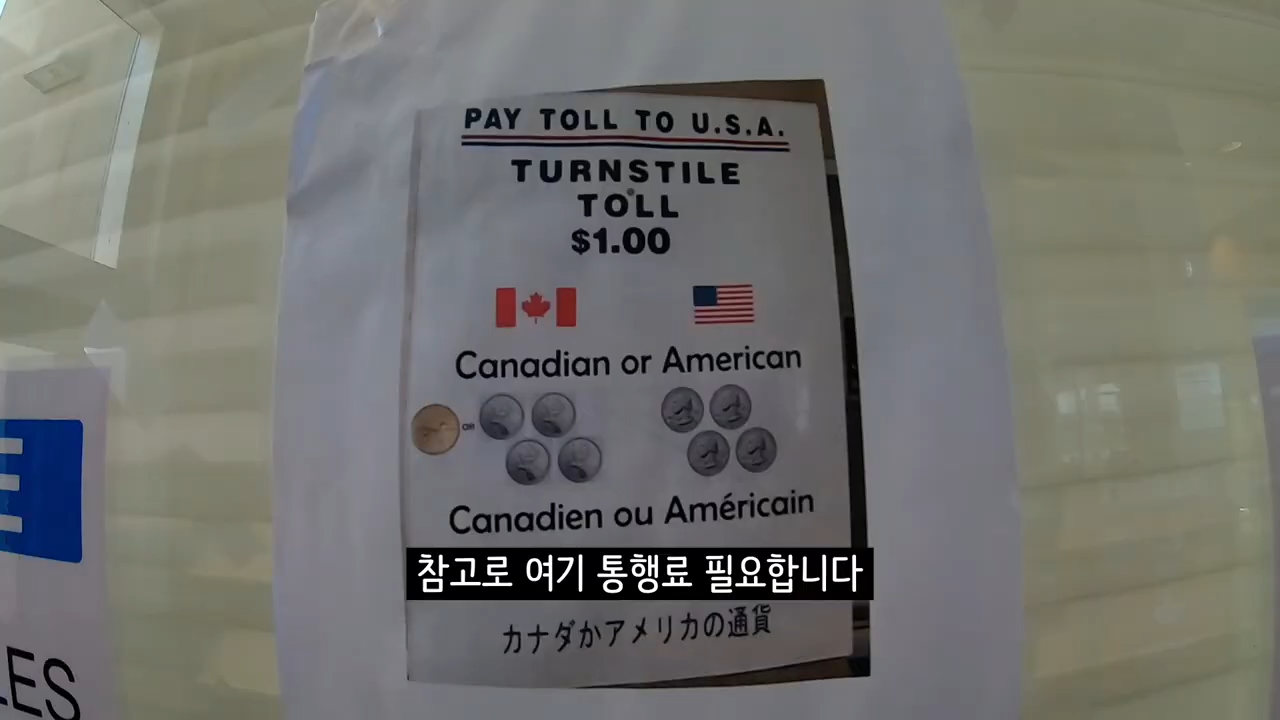 PAY TOLL TO U.S.A.
TURNSTILE
TOLL
$1.00
Canadian or American
OR
Canadien ou Américain
참고로 여기 통행료 필요합니다
カナダかアメリカの通貨
E
LES